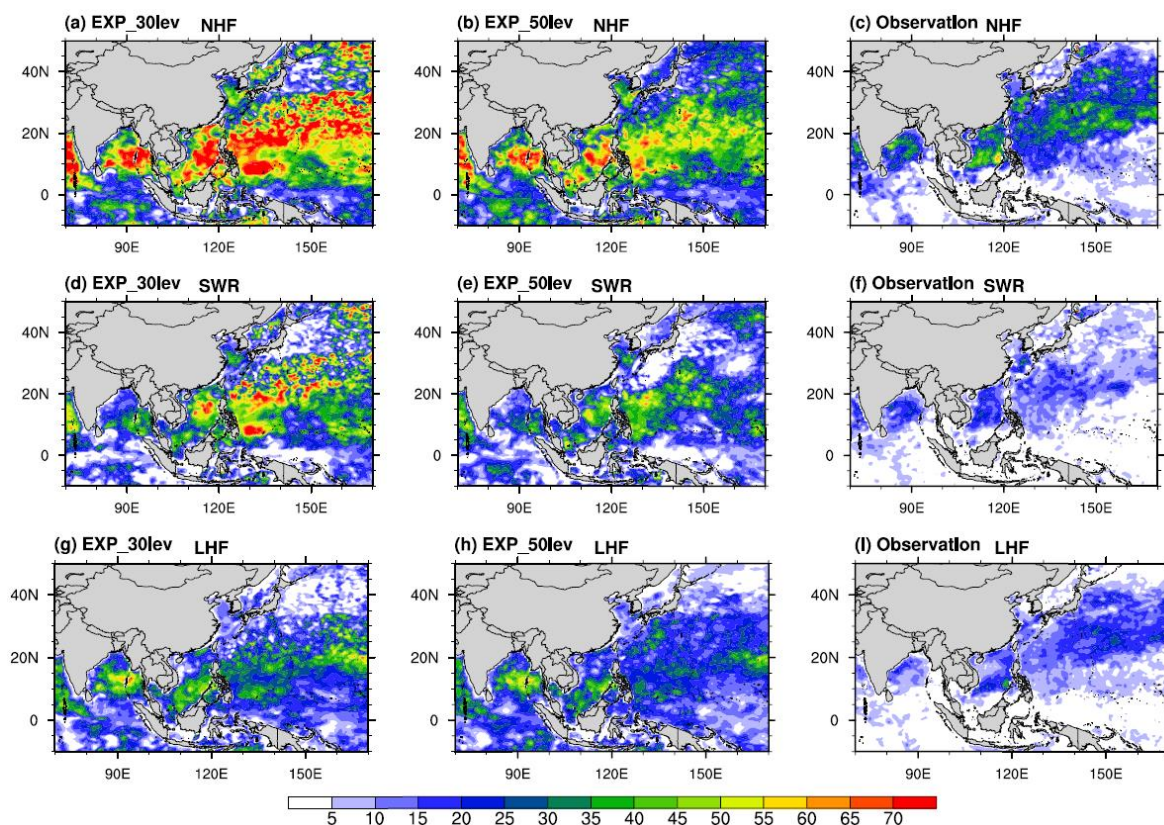 (a) EXP_30lev NHF (b) EXP_50lev NHF (c) Observation NHF
40N 40N 40N
20N 20N 20N
0 0 0
90E 120E 150E 90E 120E 150E 90E 120E 150E
(d) EXP_30lev SWR (e) EXP_50lev SWR (f) Observation SWR
40N 40N 40N
20N 20N 20N
0 0 0
90E 120E 150E 90E 120E 150E 90E 120E 150E
(g) EXP_30lev LHF (h) EXP_50lev LHF (I) Observation LHF
40N 40N 40N
20N 20N 20N
0 0 0
90E 120E 150E 90E 120E 150E 90E 120E 150E
5 10 15 20 25 30 35 40 45 50 55 60 65 70